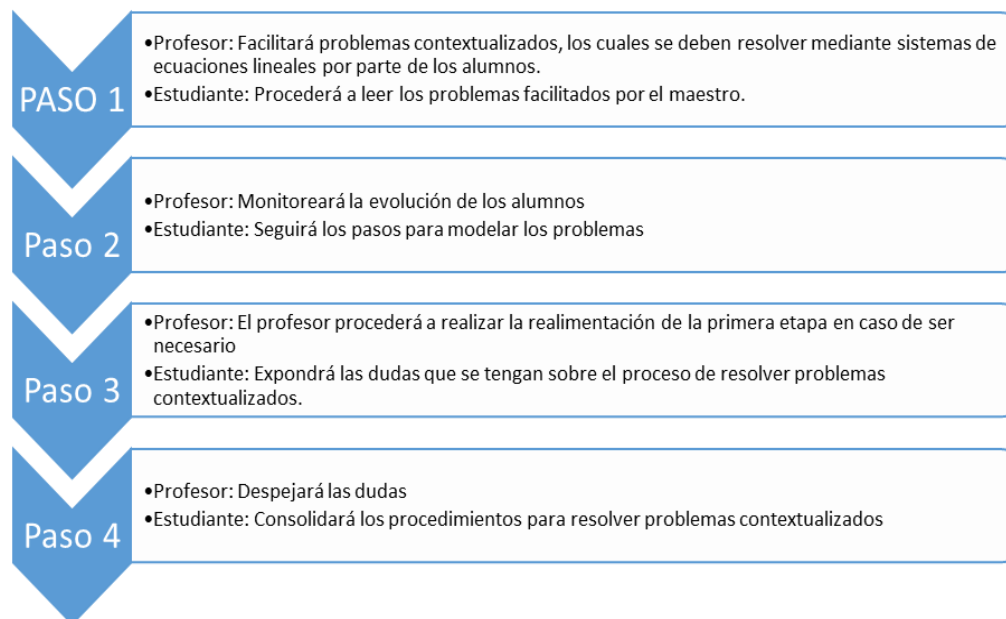 PASO 1
•Profesor: Facilitará problemas contextualizados, los cuales se deben resolver mediante sistemas de
ecuaciones lineales por parte de los alumnos.
•Estudiante: Procederá a leer los problemas facilitados por el maestro.
Paso 2
•Profesor: Monitoreará la evolución de los alumnos
•Estudiante: Seguirá los pasos para modelar los problemas
Paso 3
•Profesor: El profesor procederá a realizar la realimentación de la primera etapa en caso de ser
necesario
•Estudiante: Expondrá las dudas que se tengan sobre el proceso de resolver problemas
contextualizados.
Paso 4
•Profesor: Despejará las dudas
•Estudiante: Consolidará los procedimientos para resolver problemas contextualizados